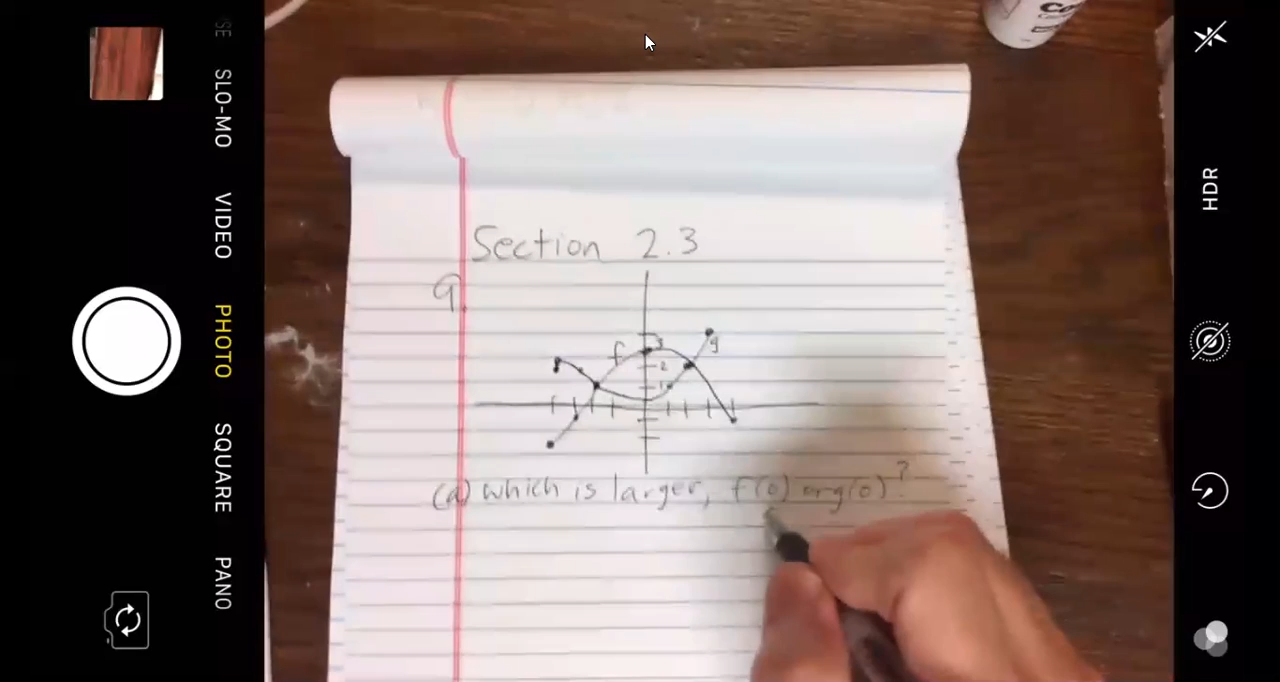 SLO-MO
VIDEO
PHOTO
SQUARE
PANO
HDR
Section 2.3
9.
f
3
g
2
1
(a) which is larger, f(0) or g(0)?